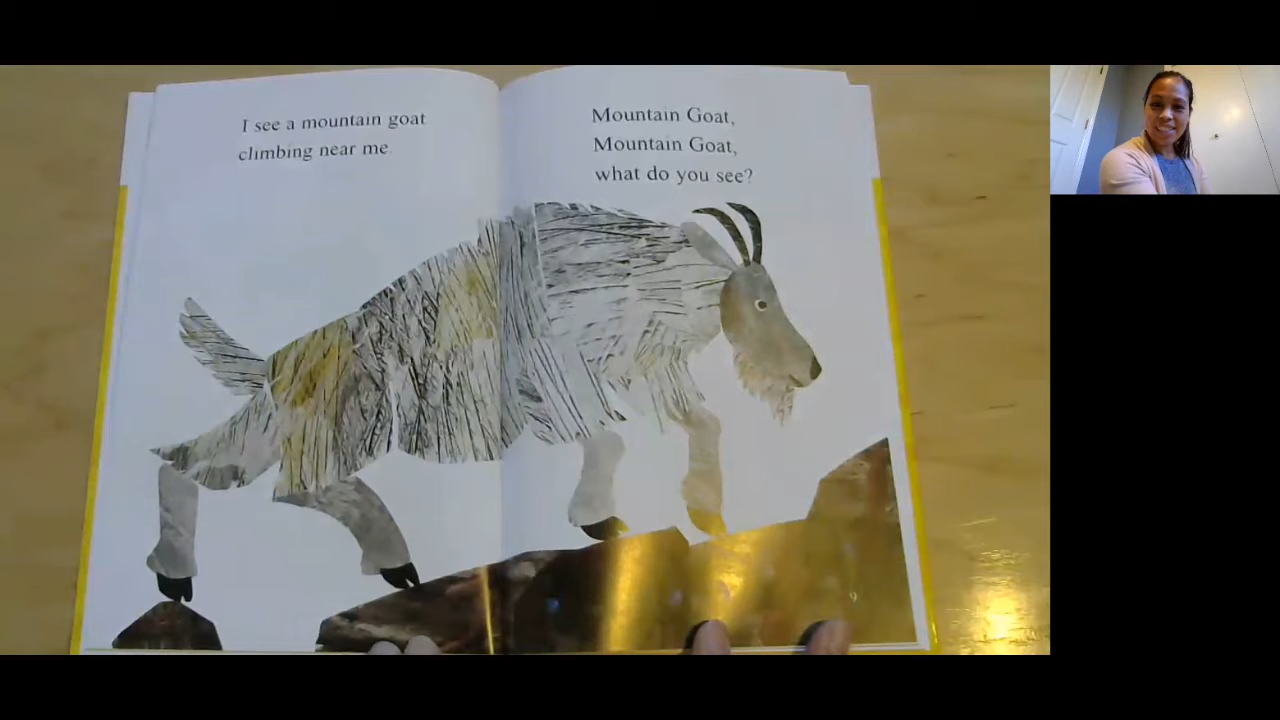 I see a mountain goat
climbing near me.
Mountain Goat,
Mountain Goat,
what do you see?